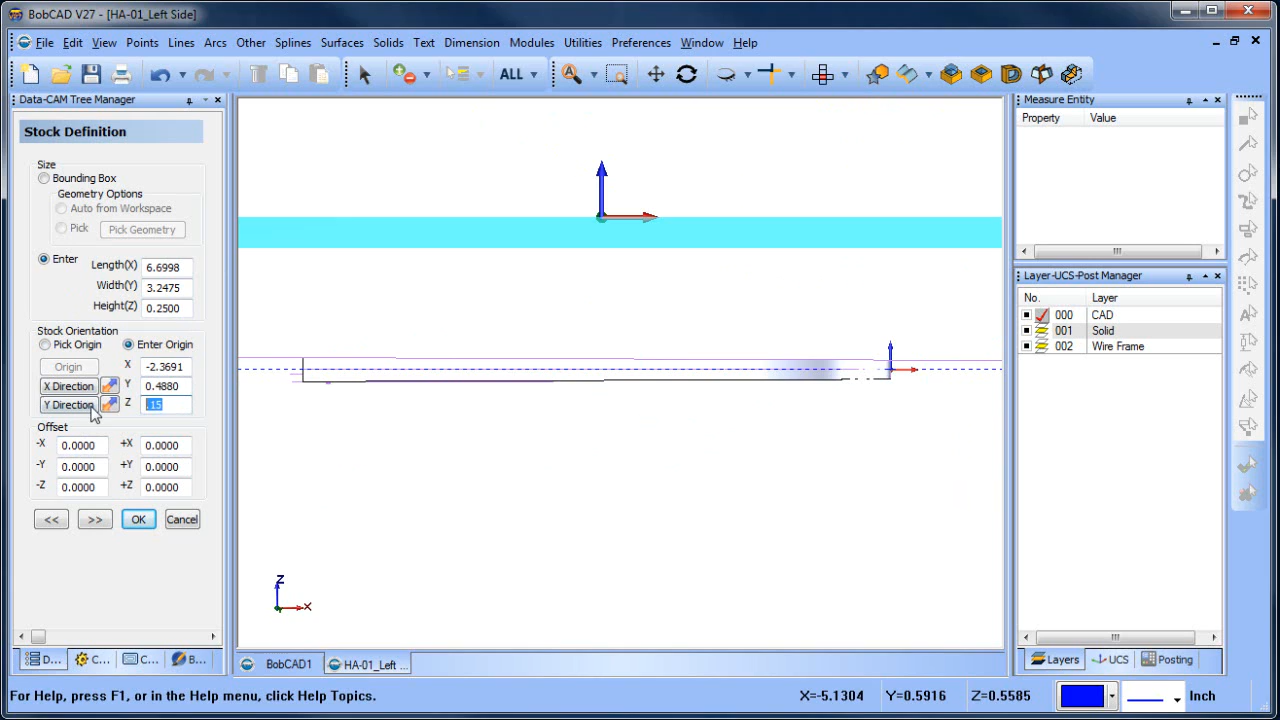 BobCAD V27 - [HA-01_Left Side]
File Edit View Points Lines Arcs Other Splines Surfaces Solids Text Dimension Modules Utilities Preferences Window Help
ALL
Data-CAM Tree Manager
Stock Definition
Size
Bounding Box
Geometry Options
Auto from Workspace
Pick Pick Geometry
Enter
Length(X) 6.6998
Width(Y) 3.2475
Height(Z) 0.2500
Stock Orientation
Pick Origin Enter Origin
Origin X -2.3691
X Direction Y 0.4880
Y Direction Z .15
Offset
-X 0.0000 +X 0.0000
-Y 0.0000 +Y 0.0000
-Z 0.0000 +Z 0.0000
<< >> OK Cancel
D... C... C... B...
Z
X
BobCAD1 HA-01_Left ...
Measure Entity
Property Value
Layer-UCS-Post Manager
No. Layer
000 CAD
001 Solid
002 Wire Frame
Layers UCS Posting
For Help, press F1, or in the Help menu, click Help Topics. X=-5.1304 Y=0.5916 Z=0.5585 Inch